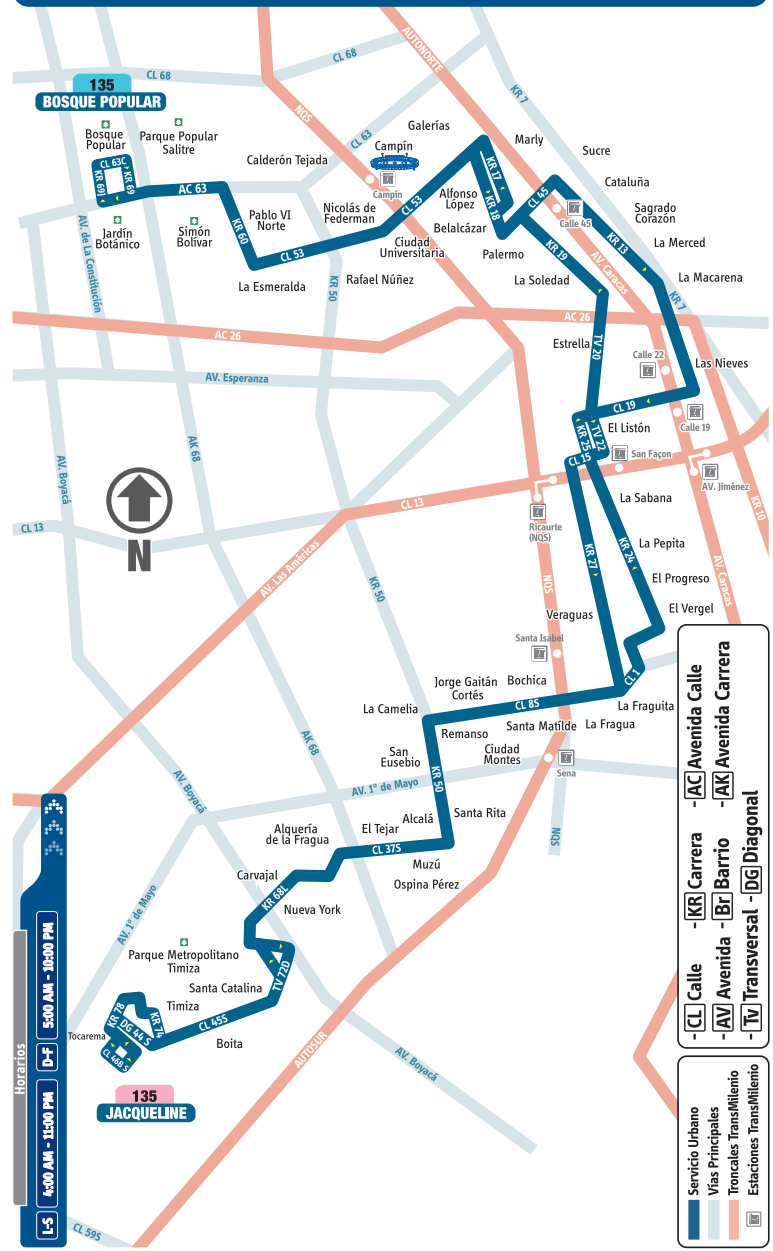 CL 68
CL 68
AUTONORTE
KR 7
135
BOSQUE POPULAR
NQS
CL 63
Bosque
Popular
Parque Popular
Salitre
Calderón Tejada
Galerías
Campín
Campín
Marly
Sucre
Cataluña
Sagrado
Corazón
La Merced
La Macarena
CL 63C
KR 69J
KR 69
AC 63
KR 60
CL 53
CL 53
KR 17
KR 18
CL 45
Calle 45
KR 13
KR 19
AV. Caracas
KR 7
Alfonso
López
Belalcázar
Palermo
Pablo VI
Norte
Nicolás de
Federman
Ciudad
Universitaria
Jardín
Botánico
Simón
Bolívar
AV. de La Constitución
La Esmeralda
KR 50
Rafael Núñez
La Soledad
AC 26
AC 26
Estrella
TV 20
Calle 22
Las Nieves
AV. Esperanza
CL 19
Calle 19
El Listón
KR 25
TV 22
CL 15
San Façon
AV. Jiménez
AV. Boyacá
AK 68
CL 13
CL 13
N
Ricaurte
(NQS)
La Sabana
KR 10
AV. Las Américas
KR 50
NQS
KR 27
KR 24
La Pepita
El Progreso
El Vergel
AV. Caracas
Veraguas
Santa Isabel
CL 1
Jorge Gaitán
Cortés
Bochica
La Camelia
CL 8S
La Fraguita
Remanso
Santa Matilde
La Fragua
San
Eusebio
Ciudad
Montes
Sena
AK 68
AV. Boyacá
AV. 1° de Mayo
KR 50
NQS
Alcalá
Santa Rita
Alquería
de la Fragua
El Tejar
CL 37S
Muzú
Ospina Pérez
Carvajal
KR 68L
Nueva York
AV. 1° de Mayo
Parque Metropolitano
Timiza
TV 72D
Santa Catalina
Timiza
KR 78
DG 44 S
KR 74
CL 45S
Tocarema
CL 46B S
Boita
AUTOSUR
AV. Boyacá
135
JACQUELINE
CL 59S
Horarios
L-S 4:00 AM - 11:00 PM D-F 5:00 AM - 10:00 PM
-CL Calle -KR Carrera -AC Avenida Calle
-AV Avenida -Br Barrio -AK Avenida Carrera
-Tv Transversal -DG Diagonal
Servicio Urbano
Vías Principales
Troncales TransMilenio
Estaciones TransMilenio